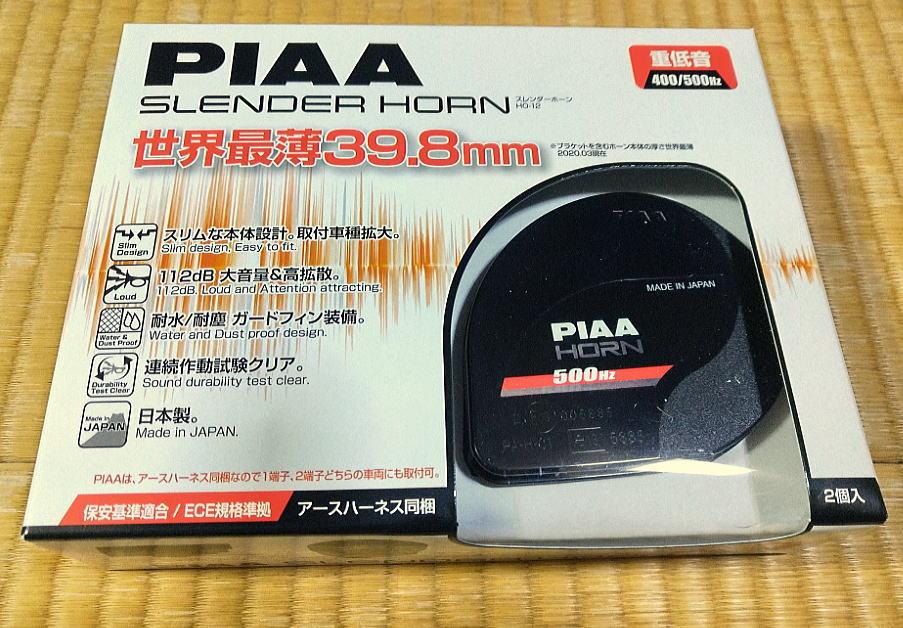 PIAA
SLENDER HORN スレンダーホーン
HO-12
重低音
400/500Hz
世界最薄39.8mm
※ブラケットを含むホーン本体の厚さ世界最薄
2020.03現在
Slim
Design
スリムな本体設計。取付車種拡大。
Slim design, Easy to fit.
Loud
112dB 大音量&高拡散。
112dB. Loud and Attention attracting.
Water &
Dust Proof
耐水/耐塵 ガードフィン装備。
Water and Dust proof design.
Durability
Test Clear
連続作動試験クリア。
Sound durability test clear.
Made in
JAPAN
日本製。
Made in JAPAN.
PIAA
MADE IN JAPAN
PIAA
HORN
500Hz
PIAAは、アースハーネス同梱なので1端子、2端子どちらの車両にも取付可。
保安基準適合 / ECE規格準拠 アースハーネス同梱
2個入